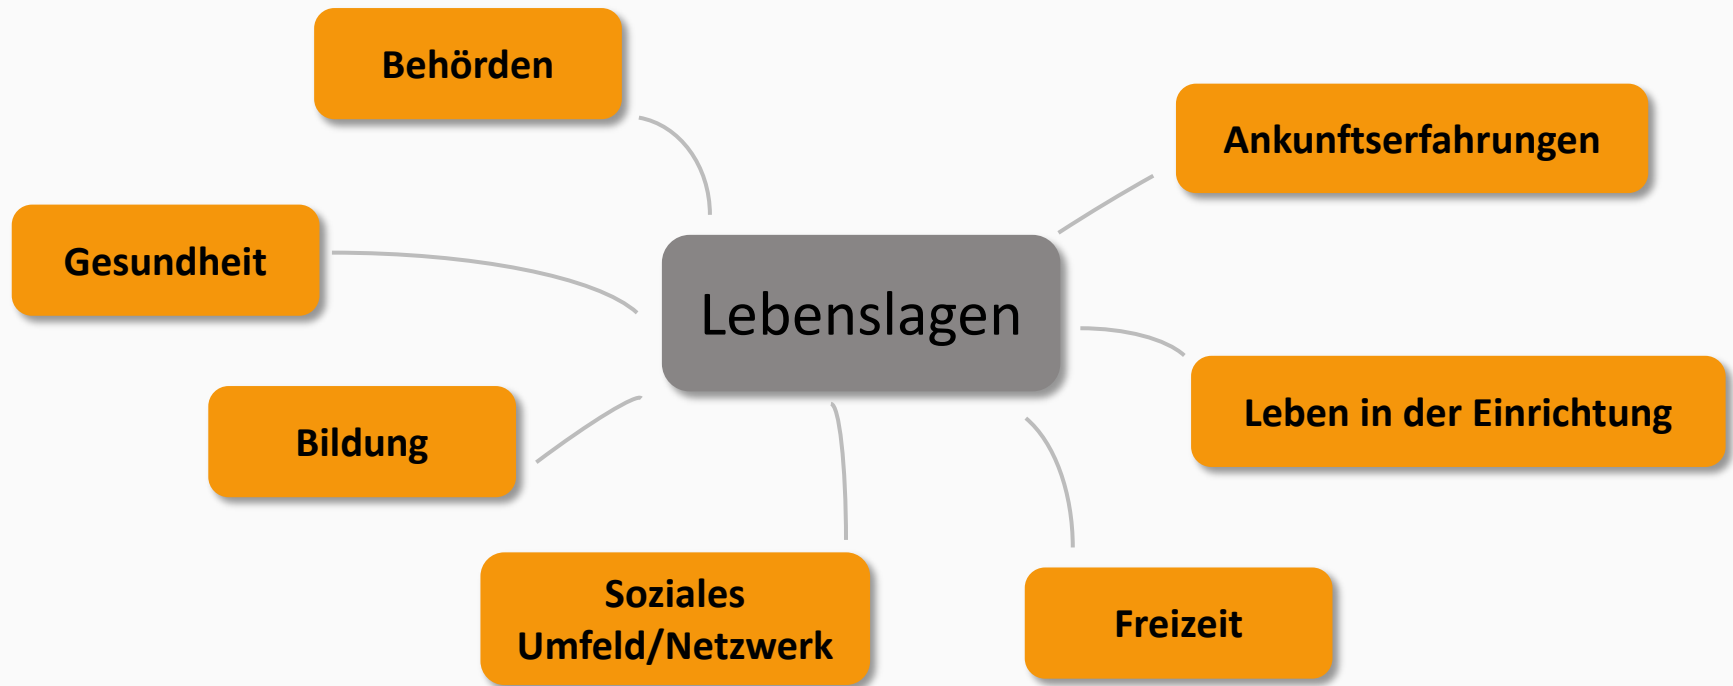 Behörden
Ankunftserfahrungen
Gesundheit
Lebenslagen
Leben in der Einrichtung
Bildung
Soziales
Umfeld/Netzwerk
Freizeit